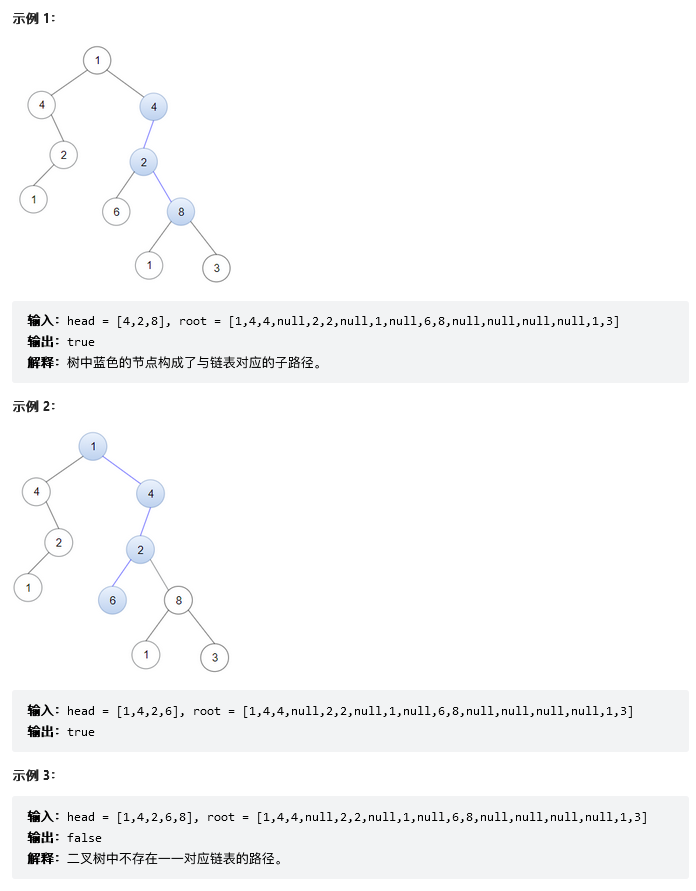 示例 1：
1
4
4
2
2
1
6
8
1
3
输入：head = [4,2,8], root = [1,4,4,null,2,2,null,1,null,6,8,null,null,null,null,1,3]
输出：true
解释：树中蓝色的节点构成了与链表对应的子路径。
示例 2：
1
4
4
2
2
1
6
8
1
3
输入：head = [1,4,2,6], root = [1,4,4,null,2,2,null,1,null,6,8,null,null,null,null,1,3]
输出：true
示例 3：
输入：head = [1,4,2,6,8], root = [1,4,4,null,2,2,null,1,null,6,8,null,null,null,null,1,3]
输出：false
解释：二叉树中不存在一一对应链表的路径。